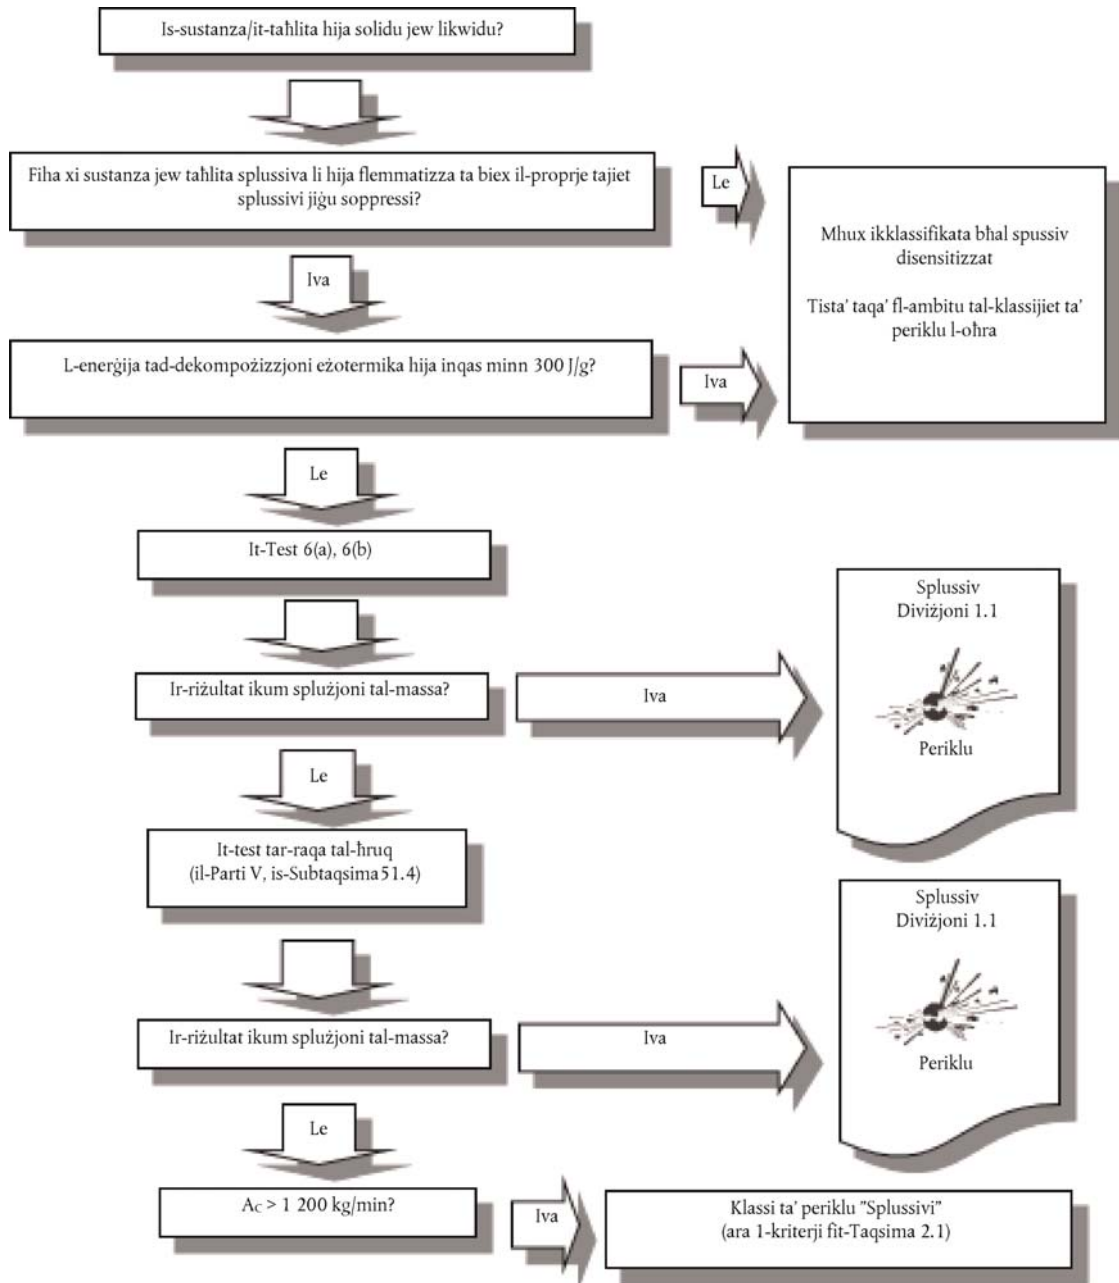 Is-sustanza/it-taħlita hija solidu jew likwidu?
Fiha xi sustanza jew taħlita splussiva li hija flemmatizza ta biex il-proprje tajiet
splussivi jiġu soppressi?
Le
Mhux ikklassifikata bħal spussiv
disensitizzat
Tista' taqa' fl-ambitu tal-klassijiet ta'
periklu l-oħra
Iva
L-enerġija tad-dekompożizzjoni eżotermika hija inqas minn 300 J/g?
Iva
Le
It-Test 6(a), 6(b)
Ir-riżultat ikum splużjoni tal-massa?
Iva
Splussiv
Diviżjoni 1.1
Periklu
Le
It-test tar-raqa tal-ħruq
(il-Parti V, is-Subtaqsima 51.4)
Ir-riżultat ikum splużjoni tal-massa?
Iva
Splussiv
Diviżjoni 1.1
Periklu
Le
Ac > 1 200 kg/min?
Iva
Klassi ta' periklu "Splussivi"
(ara 1-kriterji fit-Taqsima 2.1)